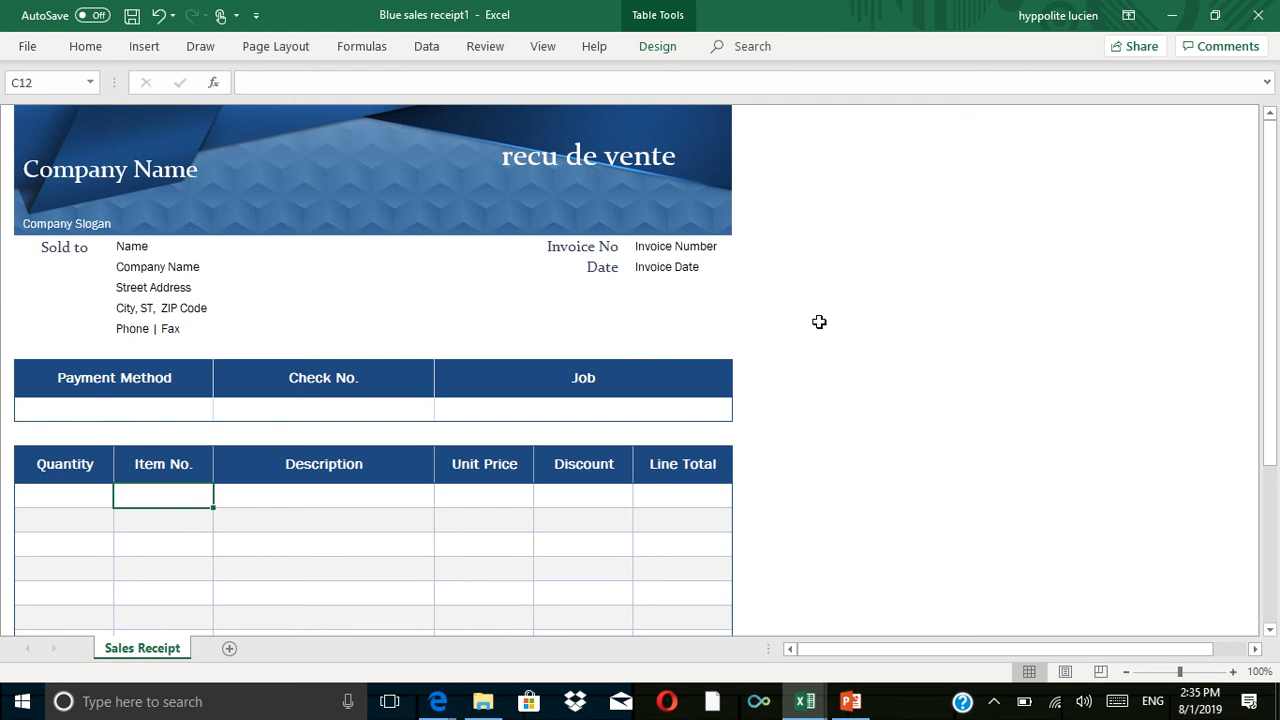 AutoSave Off Blue sales receipt1 - Excel Table Tools hyppolite lucien
File Home Insert Draw Page Layout Formulas Data Review View Help Design Search Share Comments
C12 fx
recu de vente
Company Name
Company Slogan
Sold to Name Invoice No Invoice Number
Company Name Date Invoice Date
Street Address
City, ST, ZIP Code
Phone | Fax
Payment Method Check No. Job
Quantity Item No. Description Unit Price Discount Line Total
Sales Receipt
100%
Type here to search ENG 2:35 PM
8/1/2019